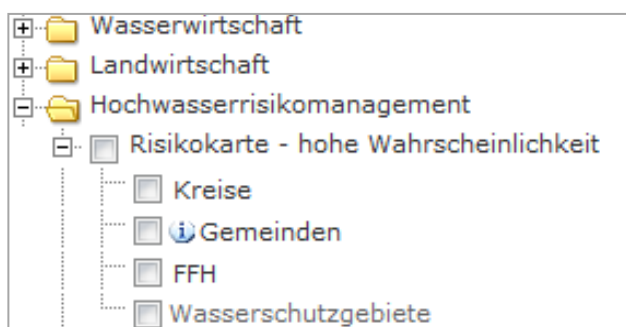 Wasserwirtschaft
Landwirtschaft
Hochwasserrisikomanagement
Risikokarte - hohe Wahrscheinlichkeit
Kreise
Gemeinden
FFH
Wasserschutzgebiete